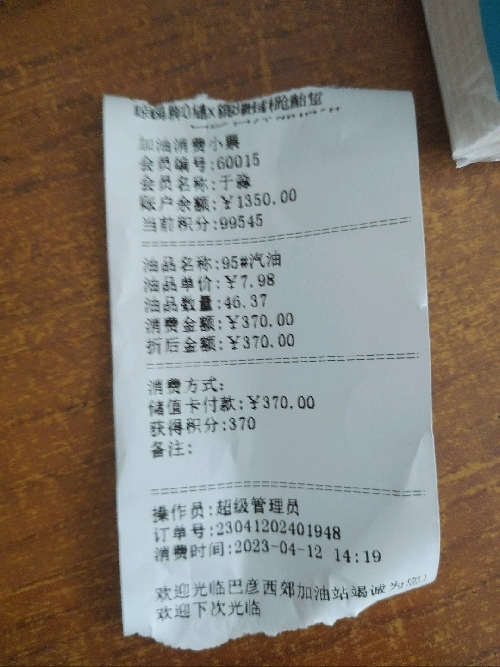 加油消费小票
会员编号:60015
会员名称:于淼
账户余额:￥1350.00
当前积分:99545
油品名称:95#汽油
油品单价:￥7.98
油品数量:46.37
消费金额:￥370.00
折后金额:￥370.00
消费方式:
储值卡付款:￥370.00
获得积分:370
备注:
操作员:超级管理员
订单号:23041202401948
消费时间:2023-04-12 14:19
欢迎光临巴彦西郊加油站竭诚为您
欢迎下次光临